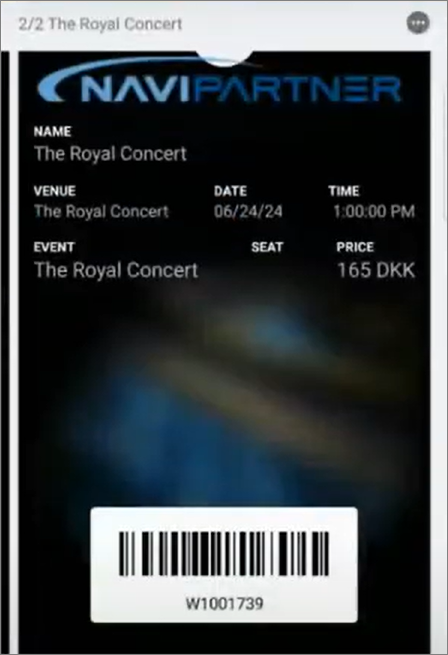 2/2 The Royal Concert
NAVIPARTNER
NAME
The Royal Concert
VENUE DATE TIME
The Royal Concert 06/24/24 1:00:00 PM
EVENT SEAT PRICE
The Royal Concert 165 DKK
W1001739